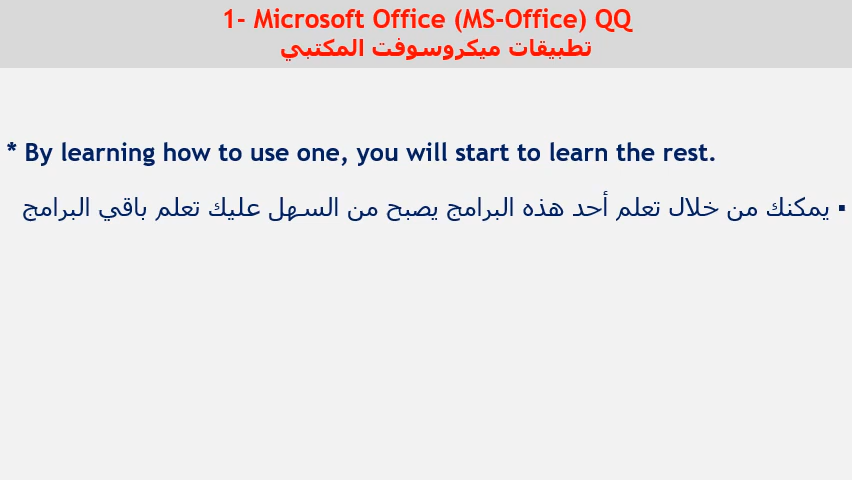 1- Microsoft Office (MS-Office) QQ
تطبيقات ميكروسوفت المكتبي
* By learning how to use one, you will start to learn the rest.
▪ يمكنك من خلال تعلم أحد هذه البرامج يصبح من السهل عليك تعلم باقي البرامج